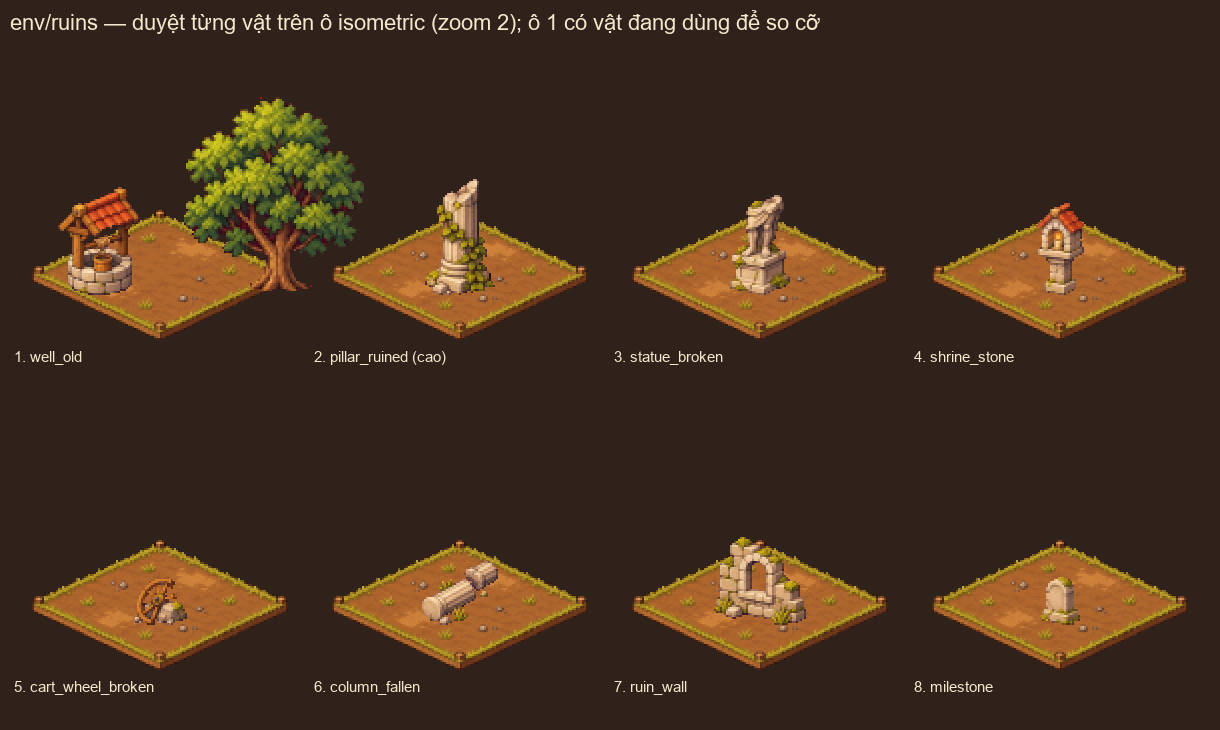 env/ruins — duyệt từng vật trên ô isometric (zoom 2); ô 1 có vật đang dùng để so cỡ
1. well_old
2. pillar_ruined (cao)
3. statue_broken
4. shrine_stone
5. cart_wheel_broken
6. column_fallen
7. ruin_wall
8. milestone